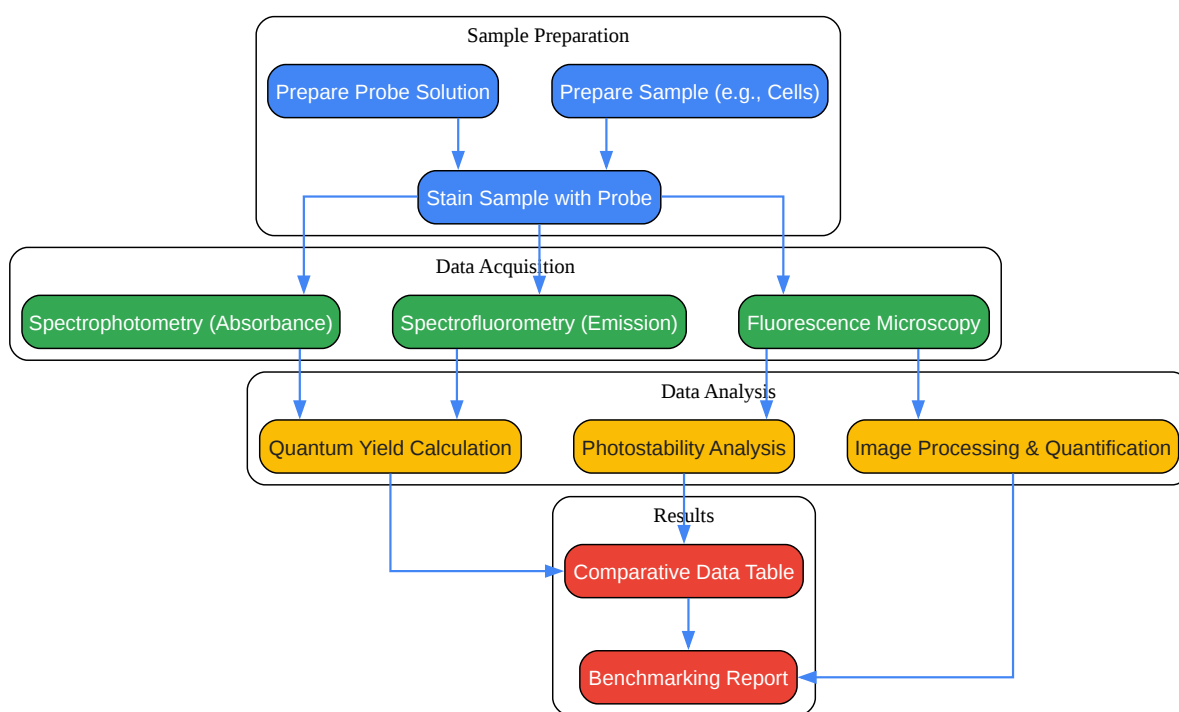 Sample Preparation
Prepare Probe Solution
Prepare Sample (e.g., Cells)
Stain Sample with Probe
Data Acquisition
Spectrophotometry (Absorbance)
Spectrofluorometry (Emission)
Fluorescence Microscopy
Data Analysis
Quantum Yield Calculation
Photostability Analysis
Image Processing & Quantification
Results
Comparative Data Table
Benchmarking Report